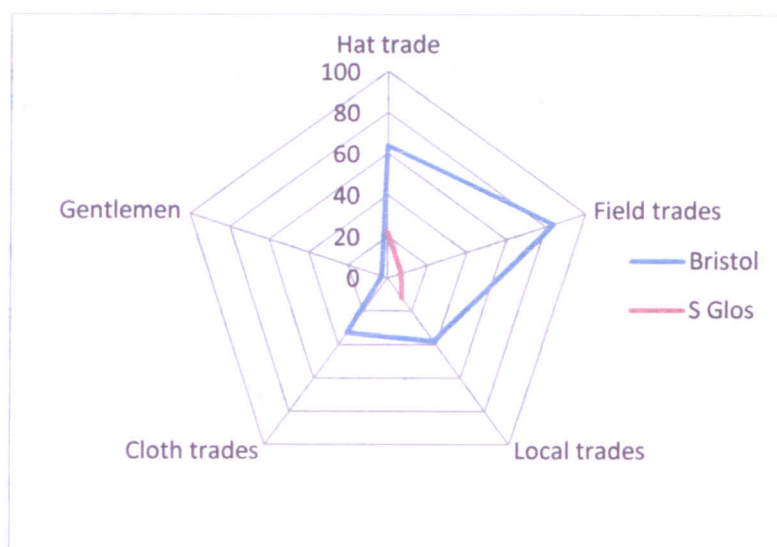 Hat trade
100
80
60
40
20
0
Gentlemen
Field trades
Bristol
S Glos
Cloth trades
Local trades